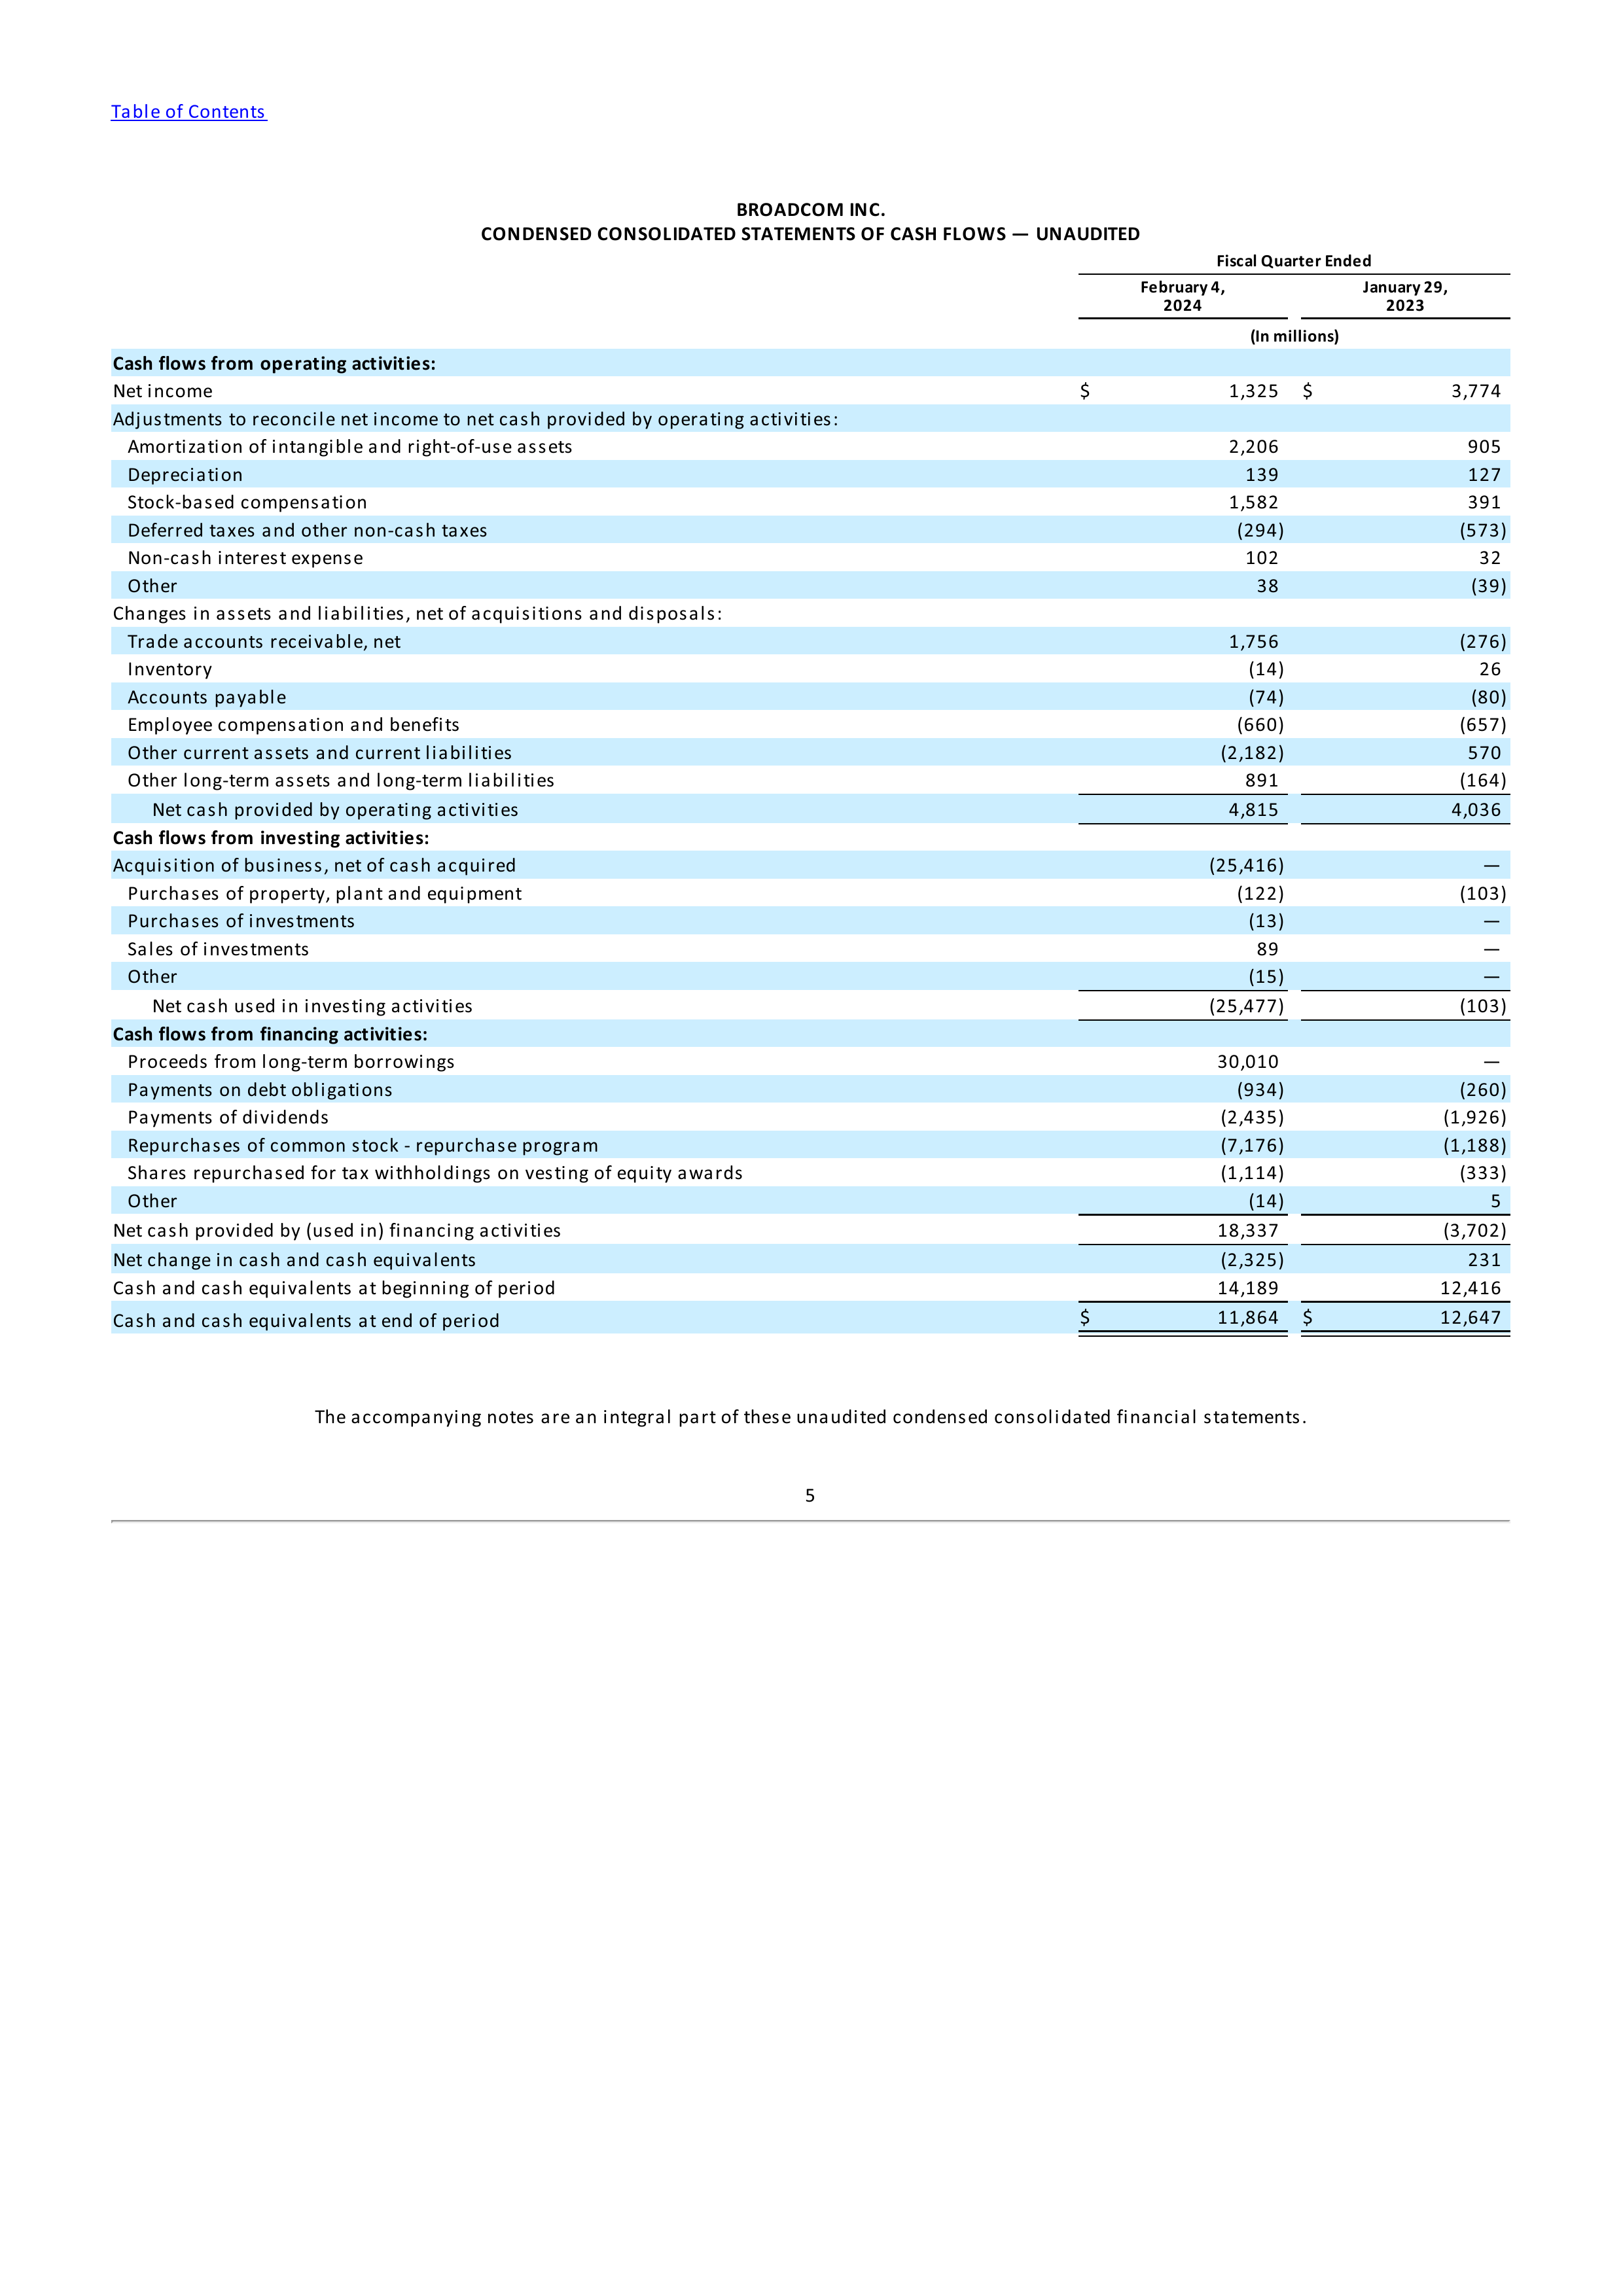 Table of Contents
BROADCOM INC.
CONDENSED CONSOLIDATED STATEMENTS OF CASH FLOWS — UNAUDITED
Fiscal Quarter Ended
February 4, 2024 January 29, 2023
(In millions)
Cash flows from operating activities:
Net income $ 1,325 $ 3,774
Adjustments to reconcile net income to net cash provided by operating activities:
Amortization of intangible and right-of-use assets 2,206 905
Depreciation 139 127
Stock-based compensation 1,582 391
Deferred taxes and other non-cash taxes (294) (573)
Non-cash interest expense 102 32
Other 38 (39)
Changes in assets and liabilities, net of acquisitions and disposals:
Trade accounts receivable, net 1,756 (276)
Inventory (14) 26
Accounts payable (74) (80)
Employee compensation and benefits (660) (657)
Other current assets and current liabilities (2,182) 570
Other long-term assets and long-term liabilities 891 (164)
Net cash provided by operating activities 4,815 4,036
Cash flows from investing activities:
Acquisition of business, net of cash acquired (25,416) —
Purchases of property, plant and equipment (122) (103)
Purchases of investments (13) —
Sales of investments 89 —
Other (15) —
Net cash used in investing activities (25,477) (103)
Cash flows from financing activities:
Proceeds from long-term borrowings 30,010 —
Payments on debt obligations (934) (260)
Payments of dividends (2,435) (1,926)
Repurchases of common stock - repurchase program (7,176) (1,188)
Shares repurchased for tax withholdings on vesting of equity awards (1,114) (333)
Other (14) 5
Net cash provided by (used in) financing activities 18,337 (3,702)
Net change in cash and cash equivalents (2,325) 231
Cash and cash equivalents at beginning of period 14,189 12,416
Cash and cash equivalents at end of period $ 11,864 $ 12,647
The accompanying notes are an integral part of these unaudited condensed consolidated financial statements.
5